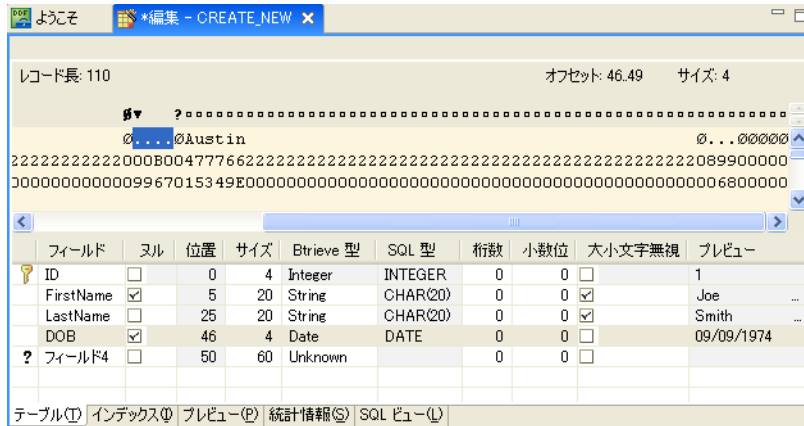 ようこそ *編集 - CREATE_NEW
レコード長: 110 オフセット: 46..49 サイズ: 4
Ø....ØAustin Ø...ØØØØØ
フィールド ヌル 位置 サイズ Btrieve 型 SQL 型 桁数 小数位 大小文字無視 プレビュー
ID 0 4 Integer INTEGER 0 0 1
FirstName 5 20 String CHAR(20) 0 0 Joe ...
LastName 25 20 String CHAR(20) 0 0 Smith ...
DOB 46 4 Date DATE 0 0 09/09/1974
? フィールド4 50 60 Unknown 0 0
テーブル(T) インデックス(I) プレビュー(P) 統計情報(S) SQL ビュー(L)